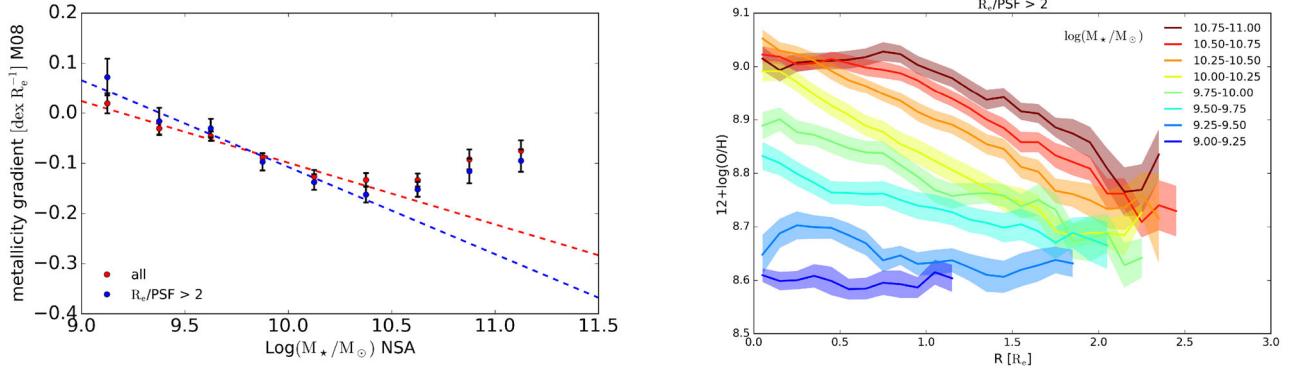 0.2
0.1
0.0
−0.1
−0.2
−0.3
−0.4
metallicity gradient [dex R_e^{-1}] M08
all
R_e/PSF > 2
9.0 9.5 10.0 10.5 11.0 11.5
Log(M⋆/M⊙) NSA
R_e/PSF > 2
9.1
9.0
8.9
8.8
8.7
8.6
8.5
12+log(O/H)
log(M⋆/M⊙)
10.75-11.00
10.50-10.75
10.25-10.50
10.00-10.25
9.75-10.00
9.50-9.75
9.25-9.50
9.00-9.25
0.0 0.5 1.0 1.5 2.0 2.5 3.0
R [R_e]